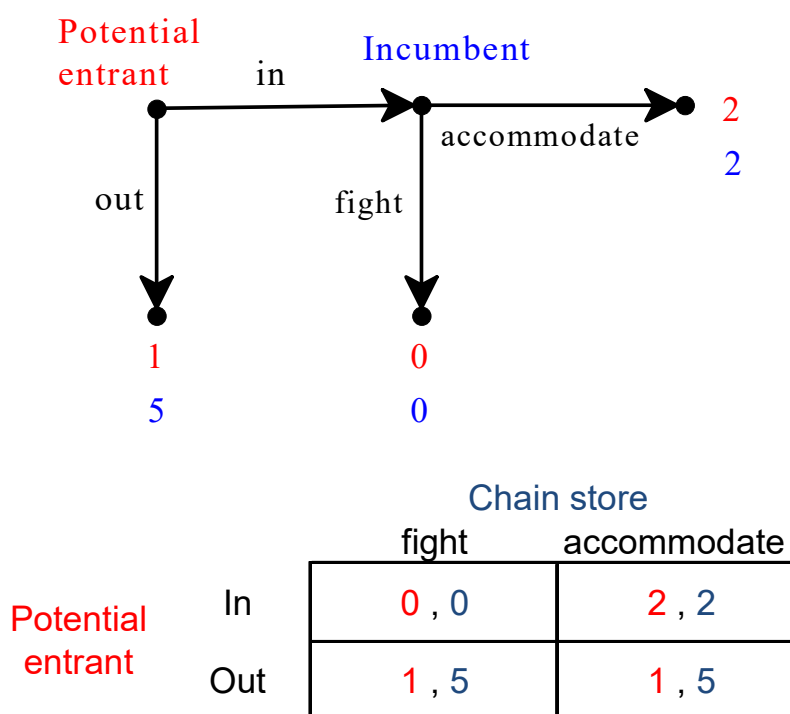 Potential
entrant
in
Incumbent
accommodate
2
2
out
fight
1
5
0
0
Chain store
fight accommodate
Potential
entrant
In 0 , 0 2 , 2
Out 1 , 5 1 , 5